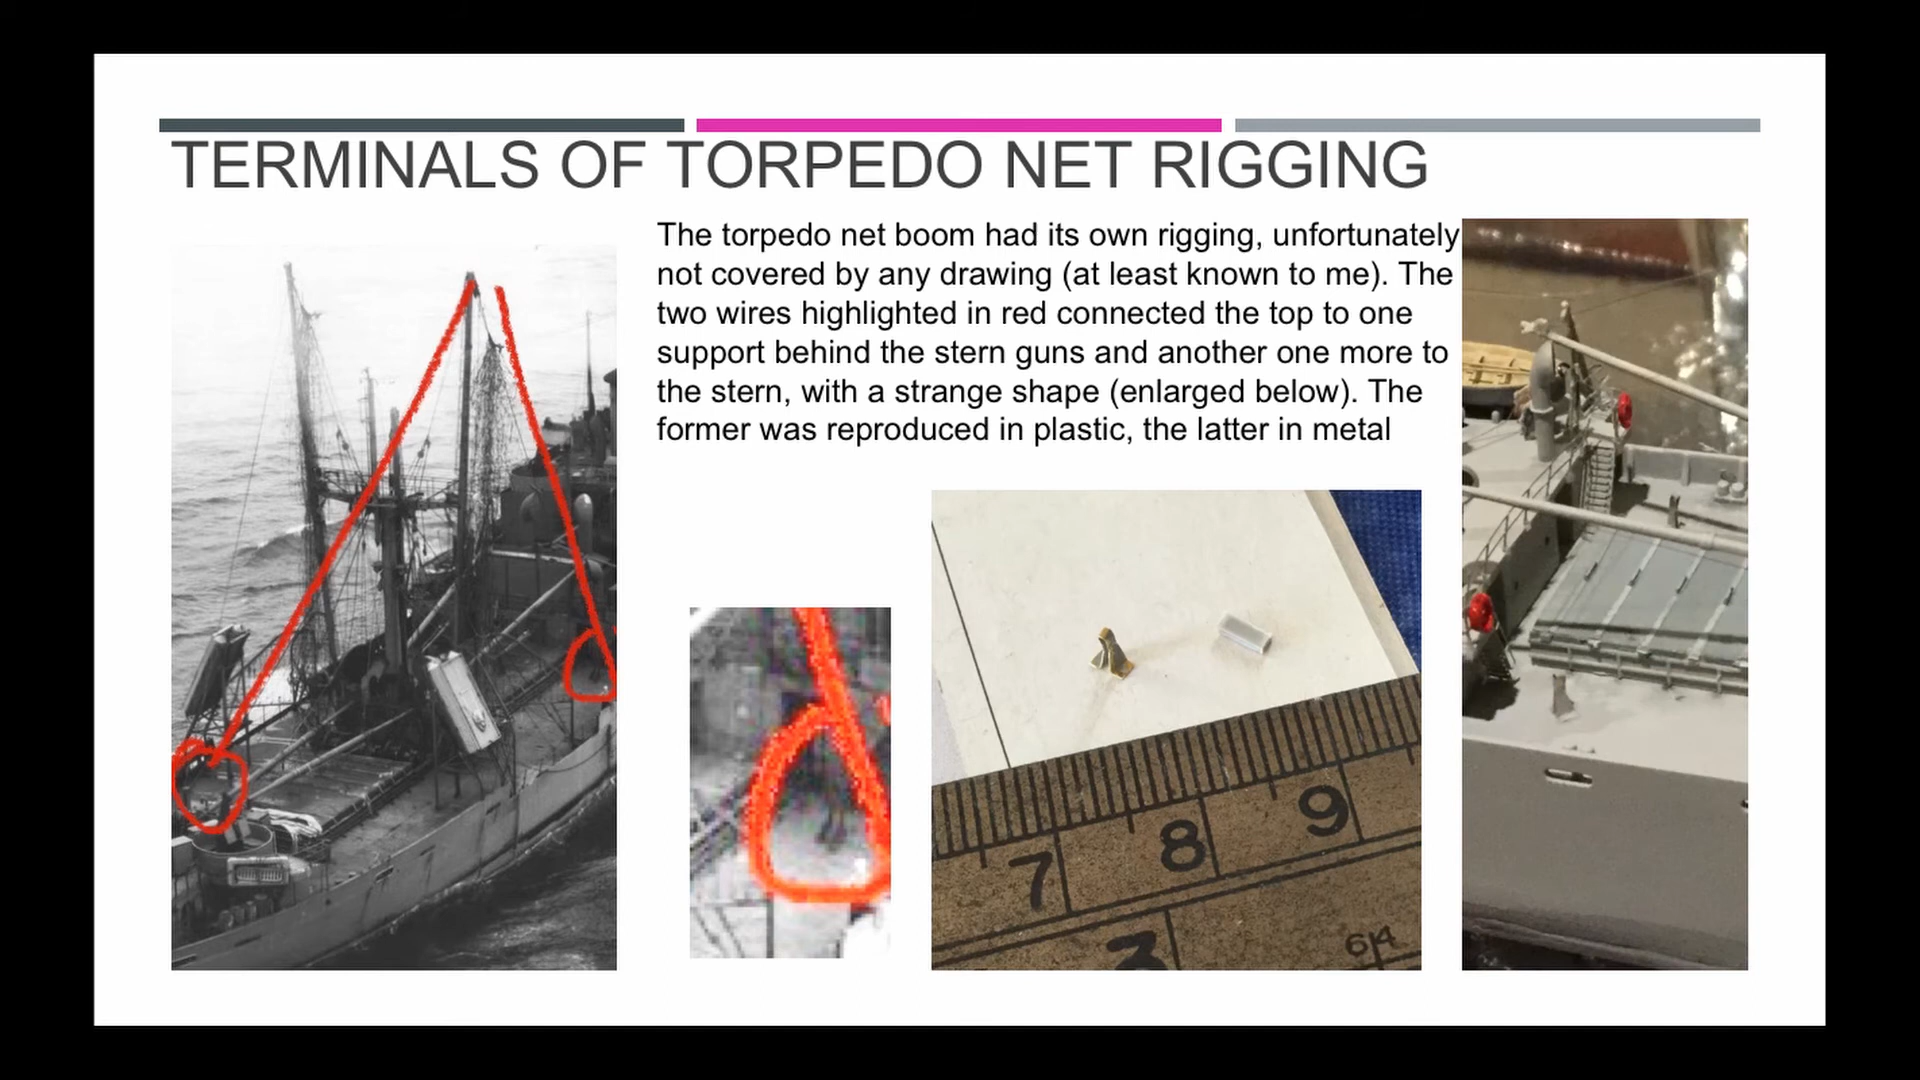 TERMINALS OF TORPEDO NET RIGGING
The torpedo net boom had its own rigging, unfortunately
not covered by any drawing (at least known to me). The
two wires highlighted in red connected the top to one
support behind the stern guns and another one more to
the stern, with a strange shape (enlarged below). The
former was reproduced in plastic, the latter in metal
7 8 9
3 64